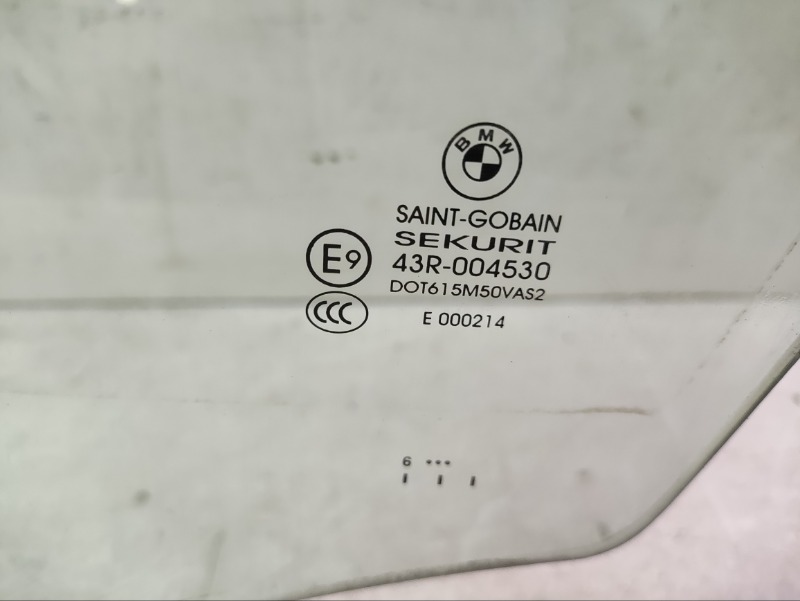 BMW
SAINT-GOBAIN
SEKURIT
E9
43R-004530
DOT615M50VAS2
CCC
E 000214
6 •••